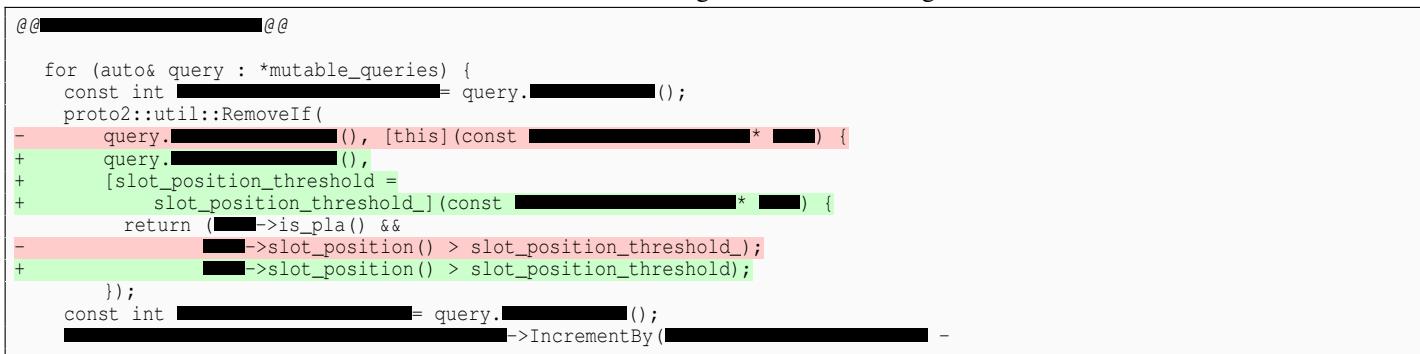 @@ @@
for (auto& query : *mutable_queries) {
const int = query. ();
proto2::util::RemoveIf(
- query. (), [this](const * ) {
+ query. (),
+ [slot_position_threshold =
+ slot_position_threshold_](const * ) {
return ( ->is_pla() &&
- ->slot_position() > slot_position_threshold_);
+ ->slot_position() > slot_position_threshold);
});
const int = query. ();
->IncrementBy( -